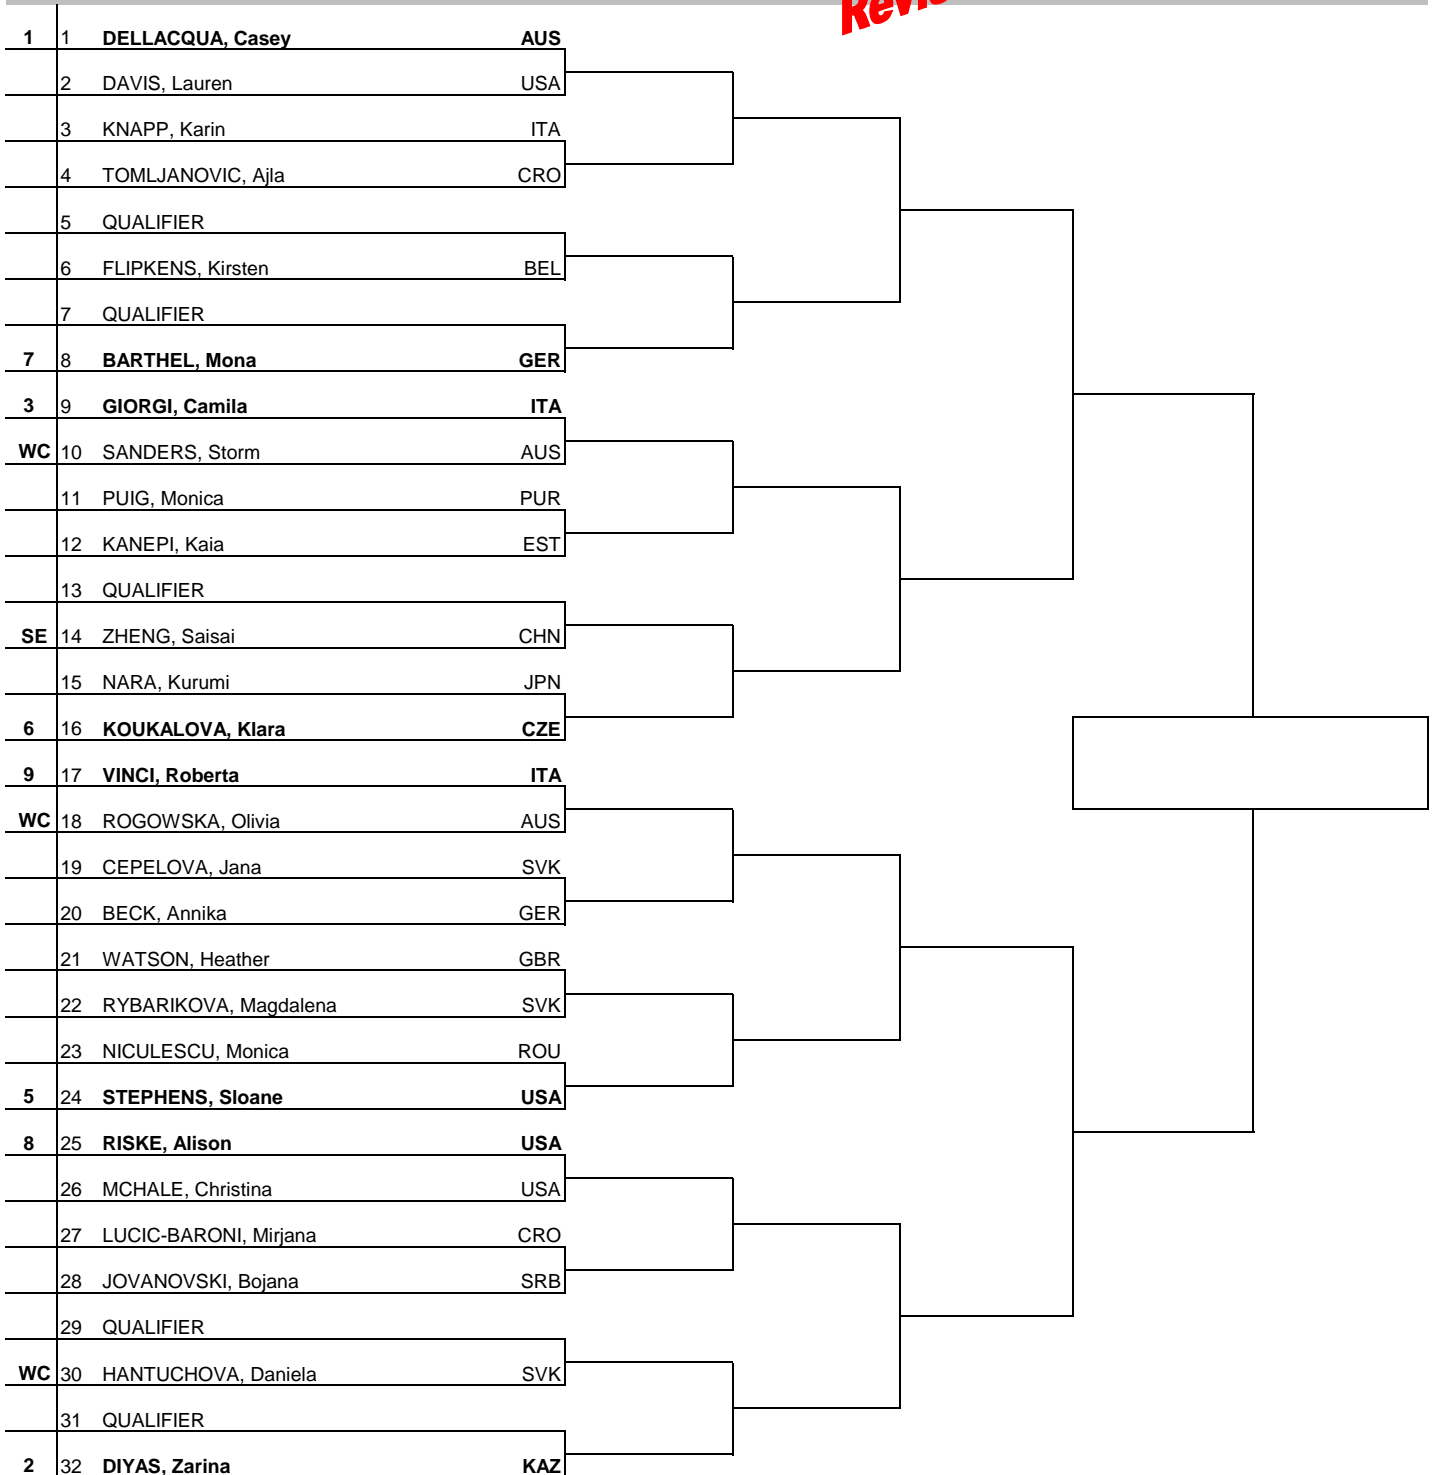 1 1 DELLACQUA, Casey AUS
2 DAVIS, Lauren USA
3 KNAPP, Karin ITA
4 TOMLJANOVIC, Ajla CRO
5 QUALIFIER
6 FLIPKENS, Kirsten BEL
7 QUALIFIER
7 8 BARTHEL, Mona GER
3 9 GIORGI, Camila ITA
WC 10 SANDERS, Storm AUS
11 PUIG, Monica PUR
12 KANEPI, Kaia EST
13 QUALIFIER
SE 14 ZHENG, Saisai CHN
15 NARA, Kurumi JPN
6 16 KOUKALOVA, Klara CZE
9 17 VINCI, Roberta ITA
WC 18 ROGOWSKA, Olivia AUS
19 CEPELOVA, Jana SVK
20 BECK, Annika GER
21 WATSON, Heather GBR
22 RYBARIKOVA, Magdalena SVK
23 NICULESCU, Monica ROU
5 24 STEPHENS, Sloane USA
8 25 RISKE, Alison USA
26 MCHALE, Christina USA
27 LUCIC-BARONI, Mirjana CRO
28 JOVANOVSKI, Bojana SRB
29 QUALIFIER
WC 30 HANTUCHOVA, Daniela SVK
31 QUALIFIER
2 32 DIYAS, Zarina KAZ